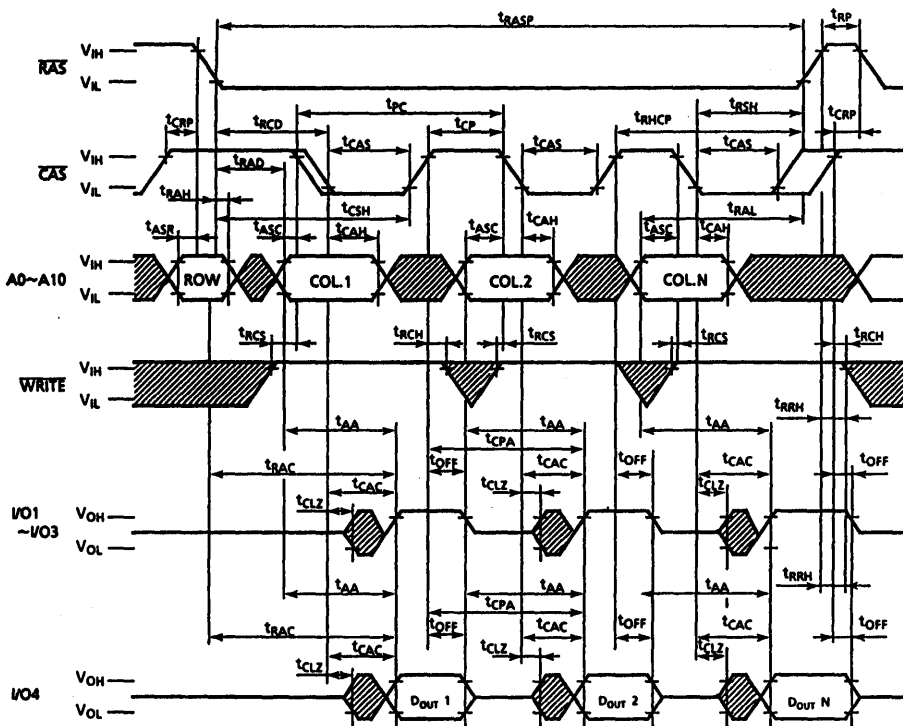 tRASP tRP
RAS VIH
VIL
tPC tRSH
tCRP tRCD tCP tRHCP tCRP
tCAS tCAS tCAS
CAS VIH
VIL
tRAD
tRAH
tCSH tRAL
tASR tASC tCAH tASC tCAH tASC tCAH
A0~A10 VIH
VIL
ROW COL.1 COL.2 COL.N
tRCS tRCH tRCS tRCS tRCH
WRITE VIH
VIL
tAA tAA tAA tRRH
tCPA
tRAC tOFF tCAC tOFF tCAC tOFF
tCAC tCLZ tCLZ
tCLZ
I/O1 VOH
~I/O3 VOL
tRRH
tAA tAA tAA
tCPA
tRAC tOFF tCAC tOFF tCAC tOFF
tCAC tCLZ tCLZ
tCLZ
I/O4 VOH
VOL
DOUT 1 DOUT 2 DOUT N